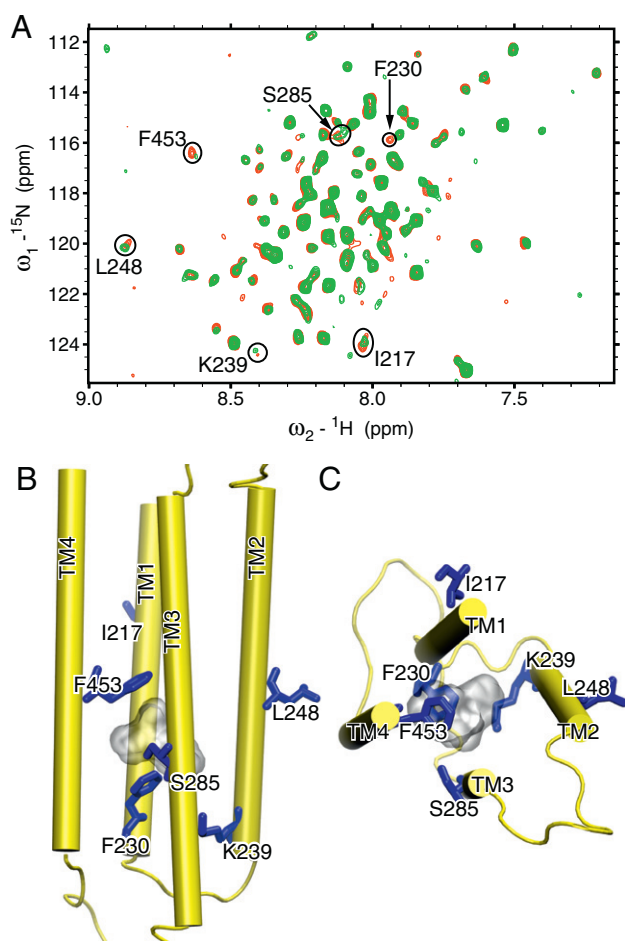 A
112
114
116
118
120
122
124
ω₁ -¹⁵N (ppm)
S285
F230
F453
L248
K239
I217
9.0
8.5
8.0
7.5
ω₂ - ¹H (ppm)
B
TM4
TM1
TM3
TM2
I217
F453
L248
S285
F230
K239
C
I217
TM1
F230
K239
L248
TM4
F453
TM2
TM3
S285